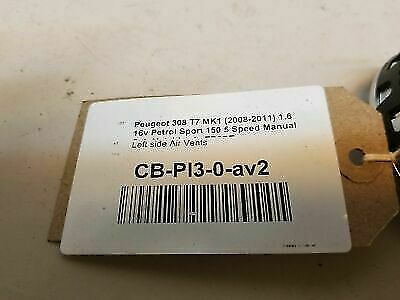 Peugeot 308 T7 MK1 (2008-2011) 1.6
16v Petrol Sport 150 5 Speed Manual
Left side Air Vents
CB-PI3-0-av2